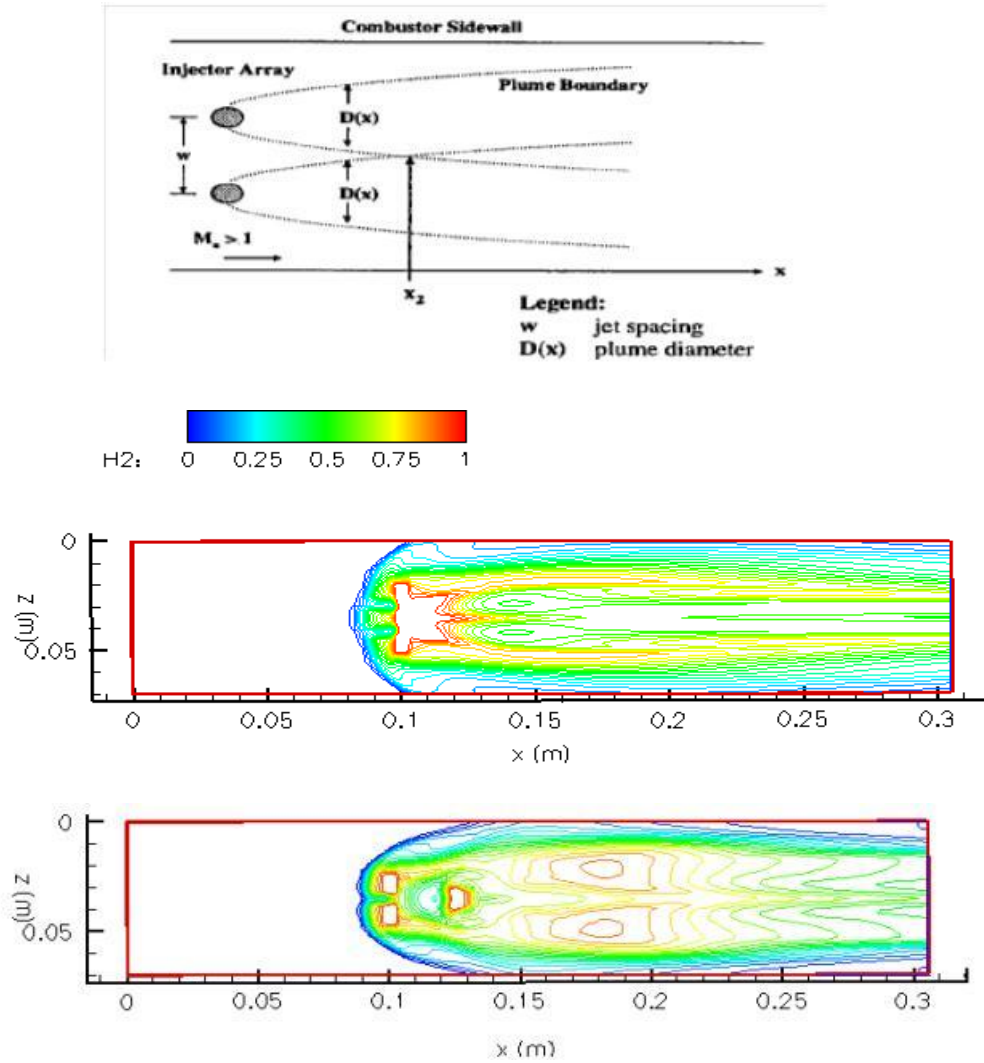 Combustor Sidewall
Injector Array
Plume Boundary
D(x)
w
D(x)
M∞ > 1
x
x₂
Legend:
w jet spacing
D(x) plume diameter
H2: 0 0.25 0.5 0.75 1
0
0.05
z (m)
0 0.05 0.1 0.15 0.2 0.25 0.3
x (m)
0
0.05
z (m)
0 0.05 0.1 0.15 0.2 0.25 0.3
x (m)